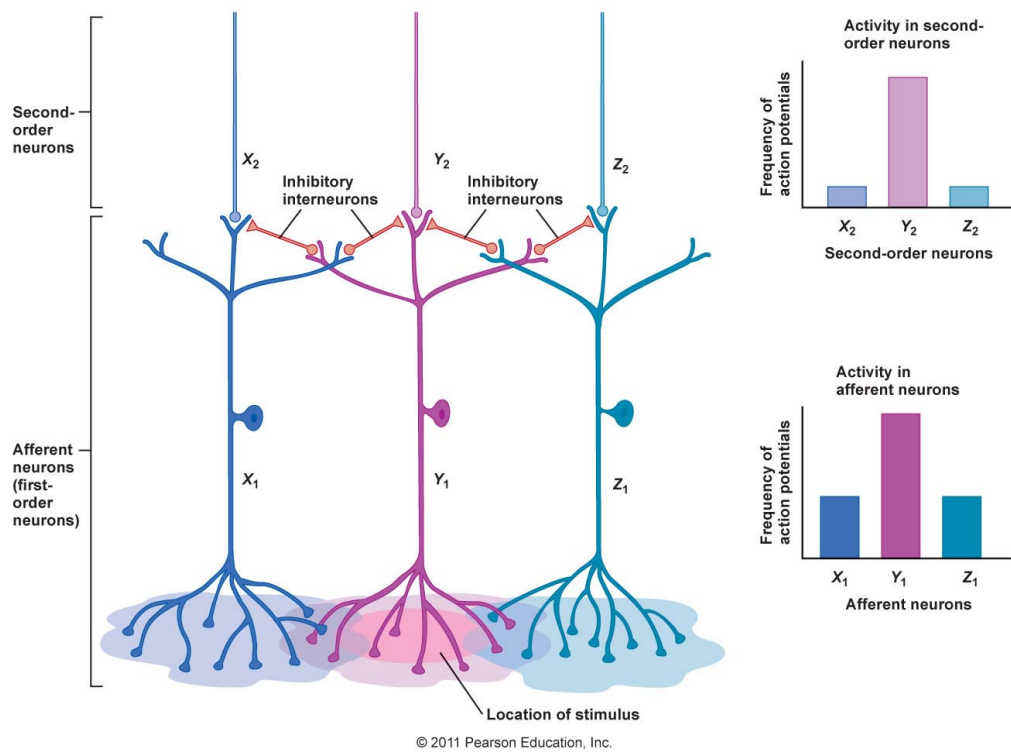 Second-
order
neurons
X2
Y2
Z2
Inhibitory
interneurons
Inhibitory
interneurons
Afferent
neurons
(first-
order
neurons)
X1
Y1
Z1
Location of stimulus
Activity in second-
order neurons
Frequency of
action potentials
X2
Y2
Z2
Second-order neurons
Activity in
afferent neurons
Frequency of
action potentials
X1
Y1
Z1
Afferent neurons
© 2011 Pearson Education, Inc.